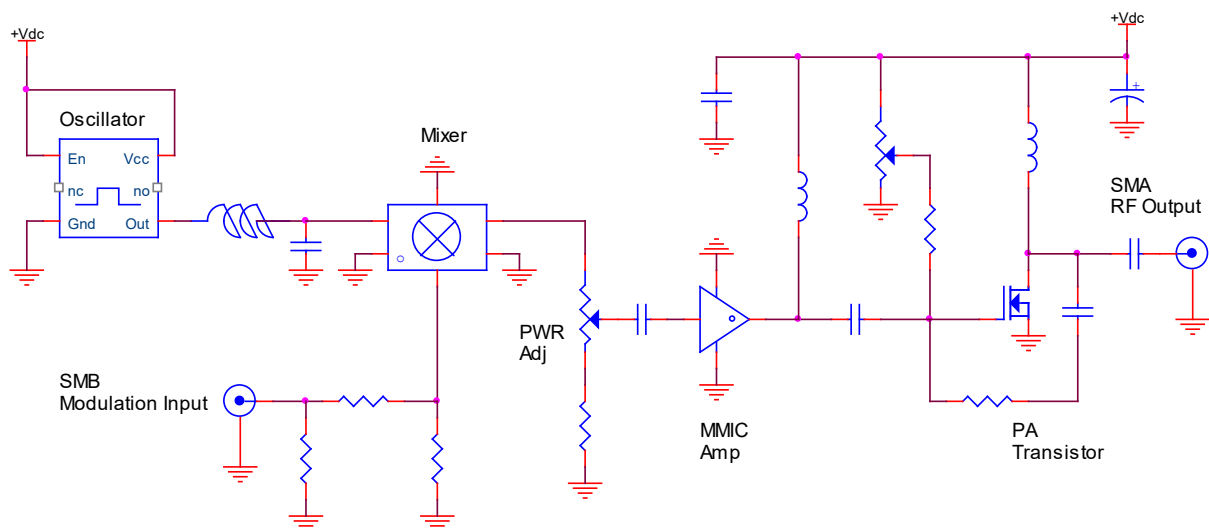 +Vdc
+Vdc
Oscillator
En Vcc
nc no
Gnd Out
Mixer
SMA
RF Output
PWR
Adj
SMB
Modulation Input
MMIC
Amp
PA
Transistor
+